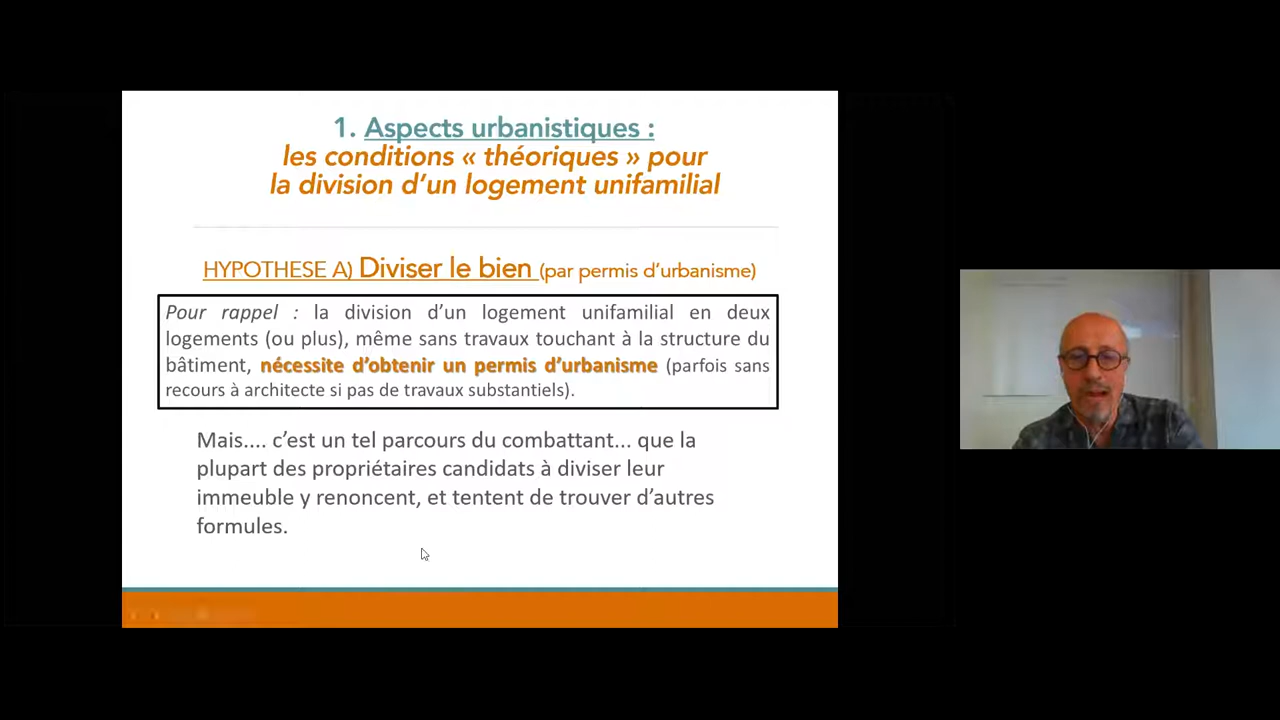 1. Aspects urbanistiques :
les conditions « théoriques » pour
la division d’un logement unifamilial
HYPOTHESE A) Diviser le bien (par permis d’urbanisme)
Pour rappel : la division d’un logement unifamilial en deux
logements (ou plus), même sans travaux touchant à la structure du
bâtiment, nécessite d’obtenir un permis d’urbanisme (parfois sans
recours à architecte si pas de travaux substantiels).
Mais.... c’est un tel parcours du combattant... que la
plupart des propriétaires candidats à diviser leur
immeuble y renoncent, et tentent de trouver d’autres
formules.